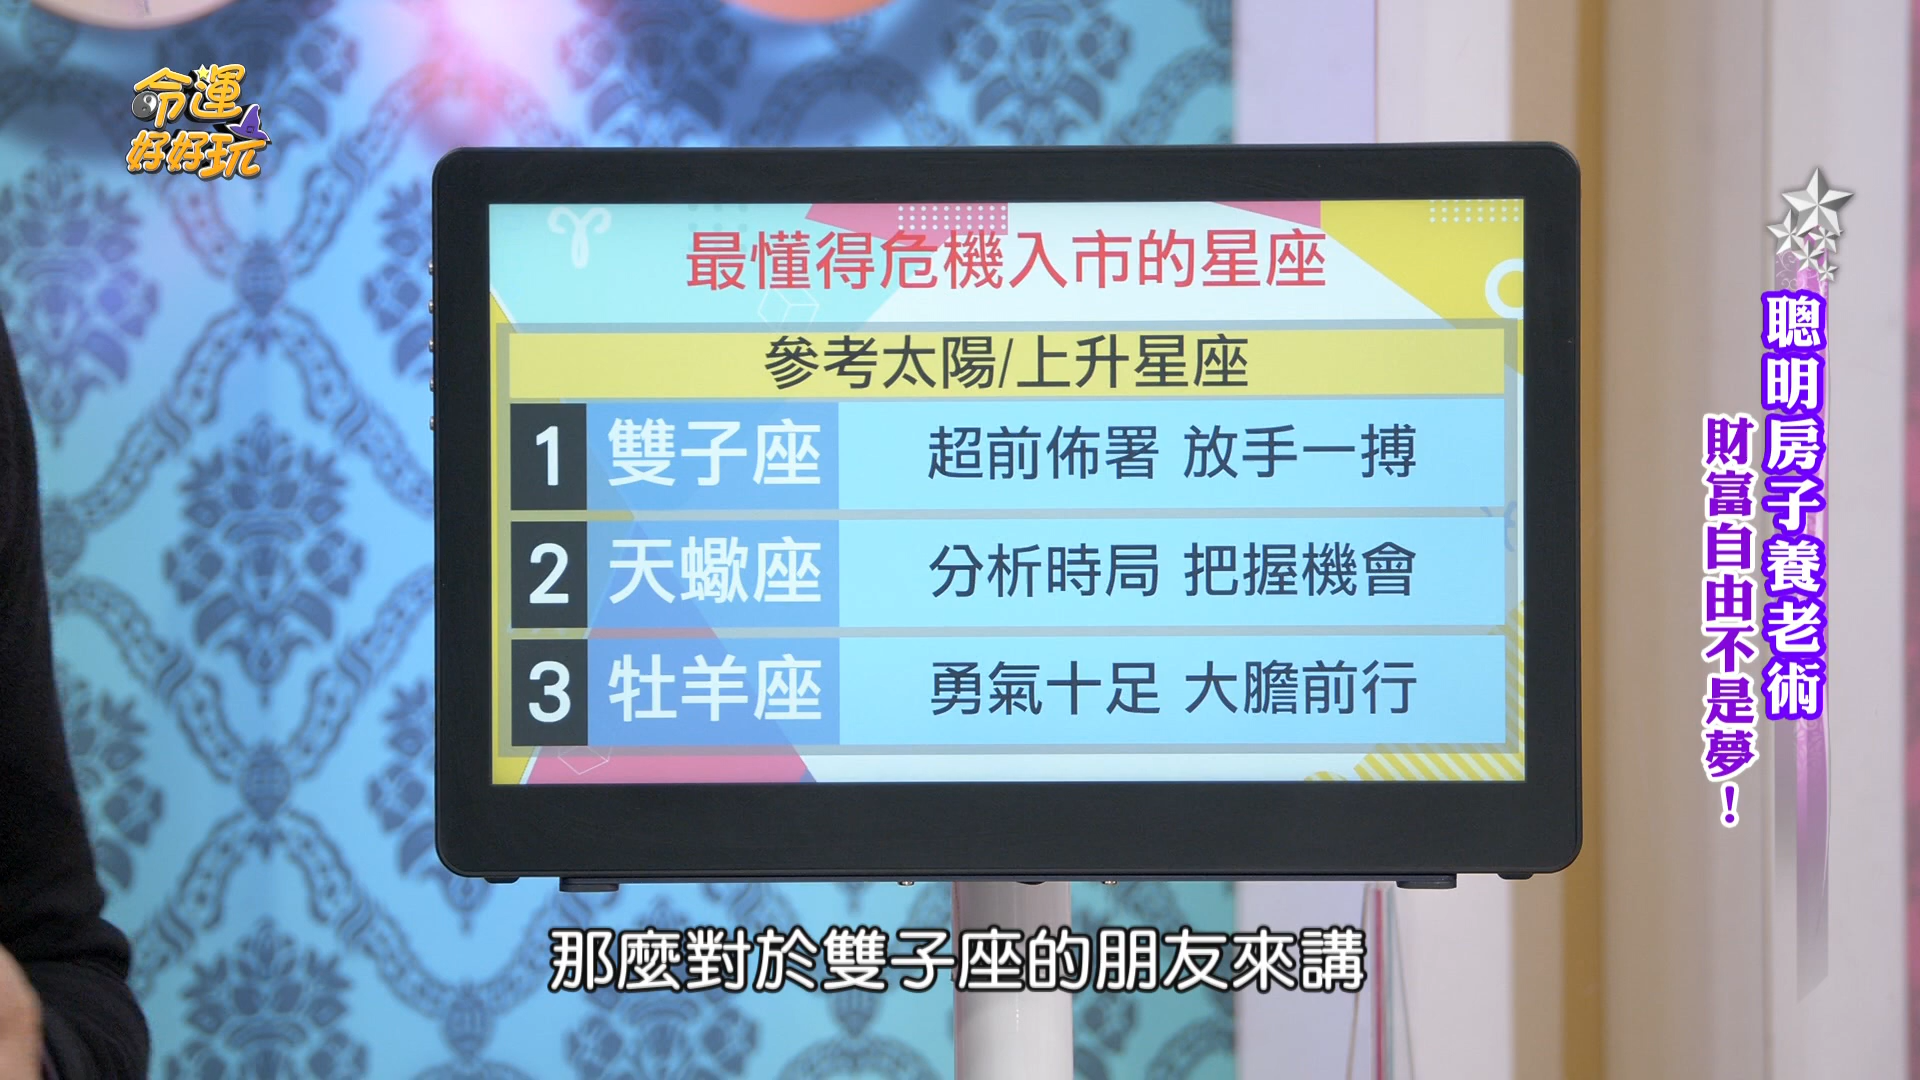 命運
好好玩
最懂得危機入市的星座
參考太陽/上升星座
1 雙子座 超前佈署 放手一搏
2 天蠍座 分析時局 把握機會
3 牡羊座 勇氣十足 大膽前行
聰明房子養老術
財富自由不是夢！
那麼對於雙子座的朋友來講